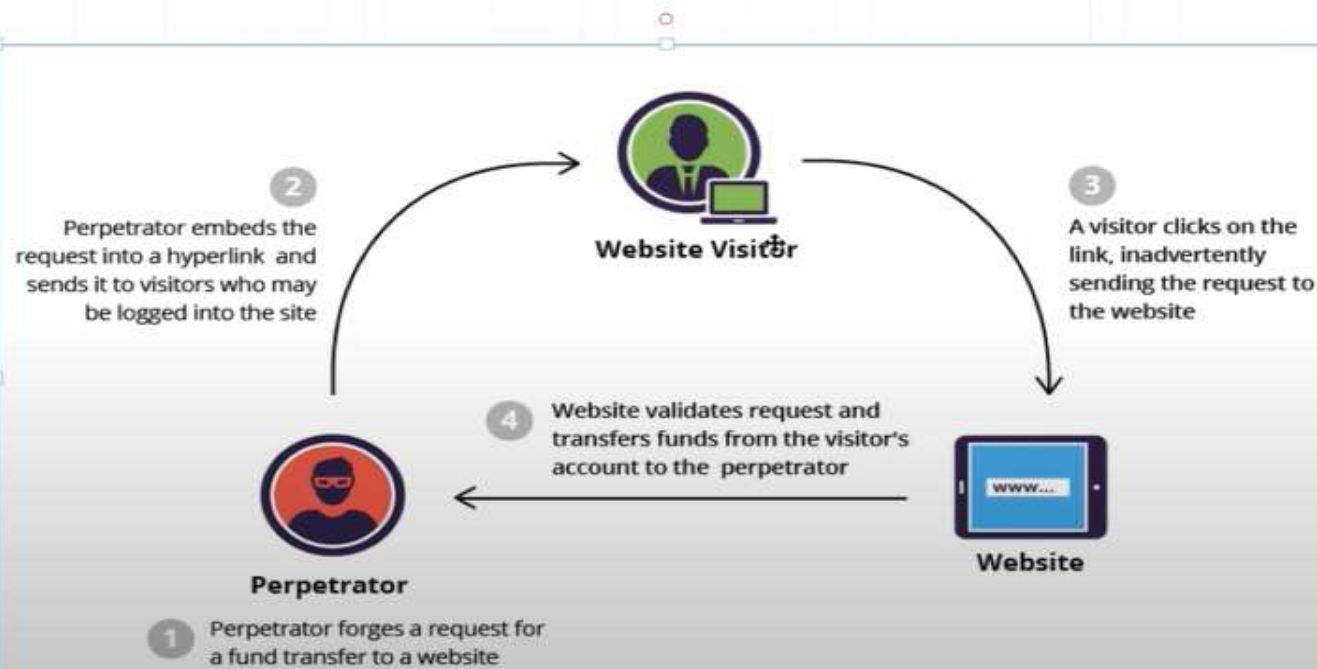 2
Perpetrator embeds the
request into a hyperlink and
sends it to visitors who may
be logged into the site
Website Visitor
3
A visitor clicks on the
link, inadvertently
sending the request to
the website
4
Website validates request and
transfers funds from the visitor's
account to the perpetrator
www...
Website
Perpetrator
1
Perpetrator forges a request for
a fund transfer to a website